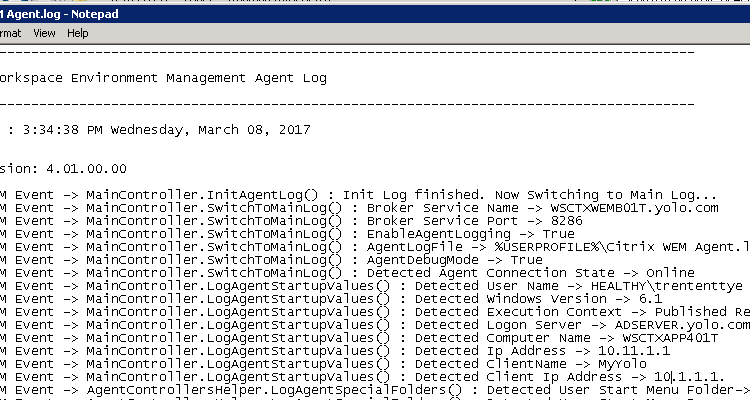 M Agent.log - Notepad
rmat View Help
orkspace Environment Management Agent Log
: 3:34:38 PM Wednesday, March 08, 2017
sion: 4.01.00.00
M Event -> MainController.InitAgentLog() : Init Log finished. Now Switching to Main Log...
M Event -> MainController.SwitchToMainLog() : Broker Service Name -> WSCTXWEMB01T.yolo.com
M Event -> MainController.SwitchToMainLog() : Broker Service Port -> 8286
M Event -> MainController.SwitchToMainLog() : EnableAgentLogging -> True
M Event -> MainController.SwitchToMainLog() : AgentLogFile -> %USERPROFILE%\Citrix WEM Agent.l
M Event -> MainController.SwitchToMainLog() : AgentDebugMode -> True
M Event -> MainController.SwitchToMainLog() : Detected Agent Connection State -> Online
M Event -> MainController.LogAgentStartupValues() : Detected User Name -> HEALTHY\trententtye
M Event -> MainController.LogAgentStartupValues() : Detected Windows Version -> 6.1
M Event -> MainController.LogAgentStartupValues() : Detected Execution Context -> Published Re
M Event -> MainController.LogAgentStartupValues() : Detected Logon Server -> ADSERVER.yolo.com
M Event -> MainController.LogAgentStartupValues() : Detected Computer Name -> WSCTXAPP401T
M Event -> MainController.LogAgentStartupValues() : Detected Ip Address -> 10.11.1.1
M Event -> MainController.LogAgentStartupValues() : Detected ClientName -> MyYolo
M Event -> MainController.LogAgentStartupValues() : Detected Client Ip Address -> 10.1.1.1.
M Event -> AgentControllersHelper.LogAgentSpecialFolders() : Detected User Start Menu Folder->